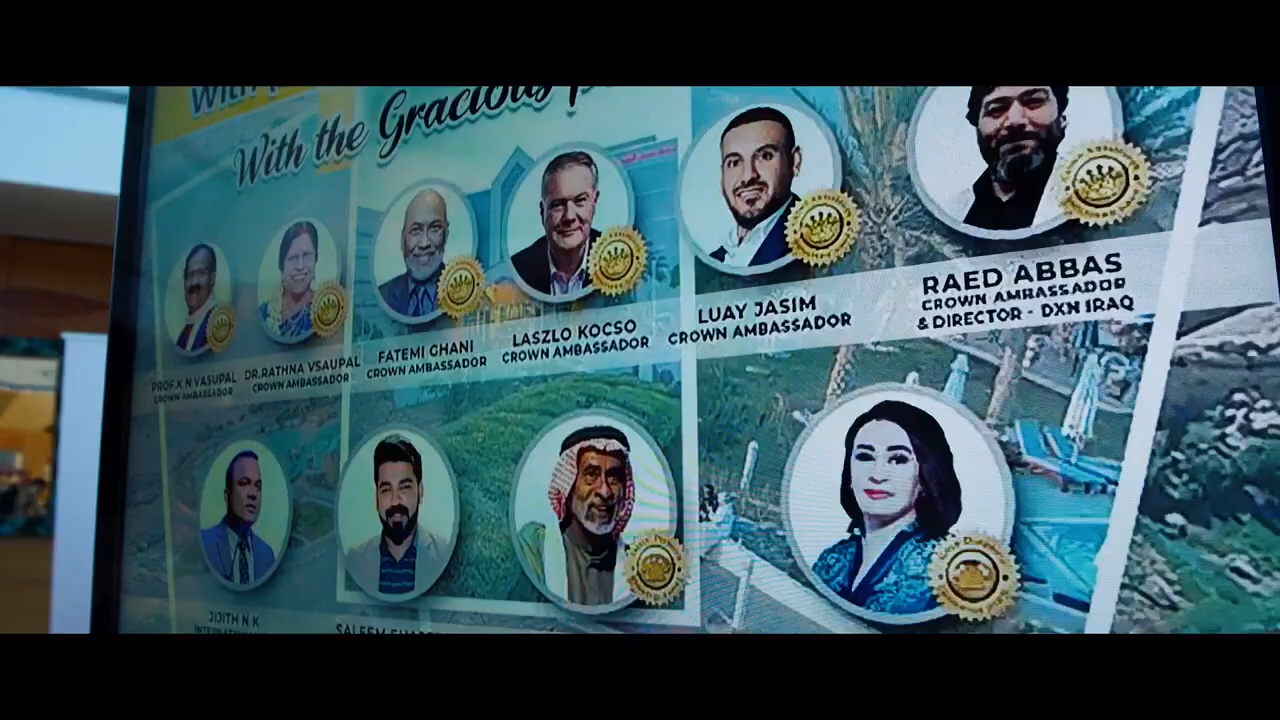 With the Gracious
PROF.K N VASUPAL
CROWN AMBASSADOR
DR.RATHNA VSAUPAL
CROWN AMBASSADOR
FATEMI GHANI
CROWN AMBASSADOR
LASZLO KOCSO
CROWN AMBASSADOR
LUAY JASIM
CROWN AMBASSADOR
RAED ABBAS
CROWN AMBASSADOR
& DIRECTOR - DXN IRAQ
JIJITH N K
SALEEM